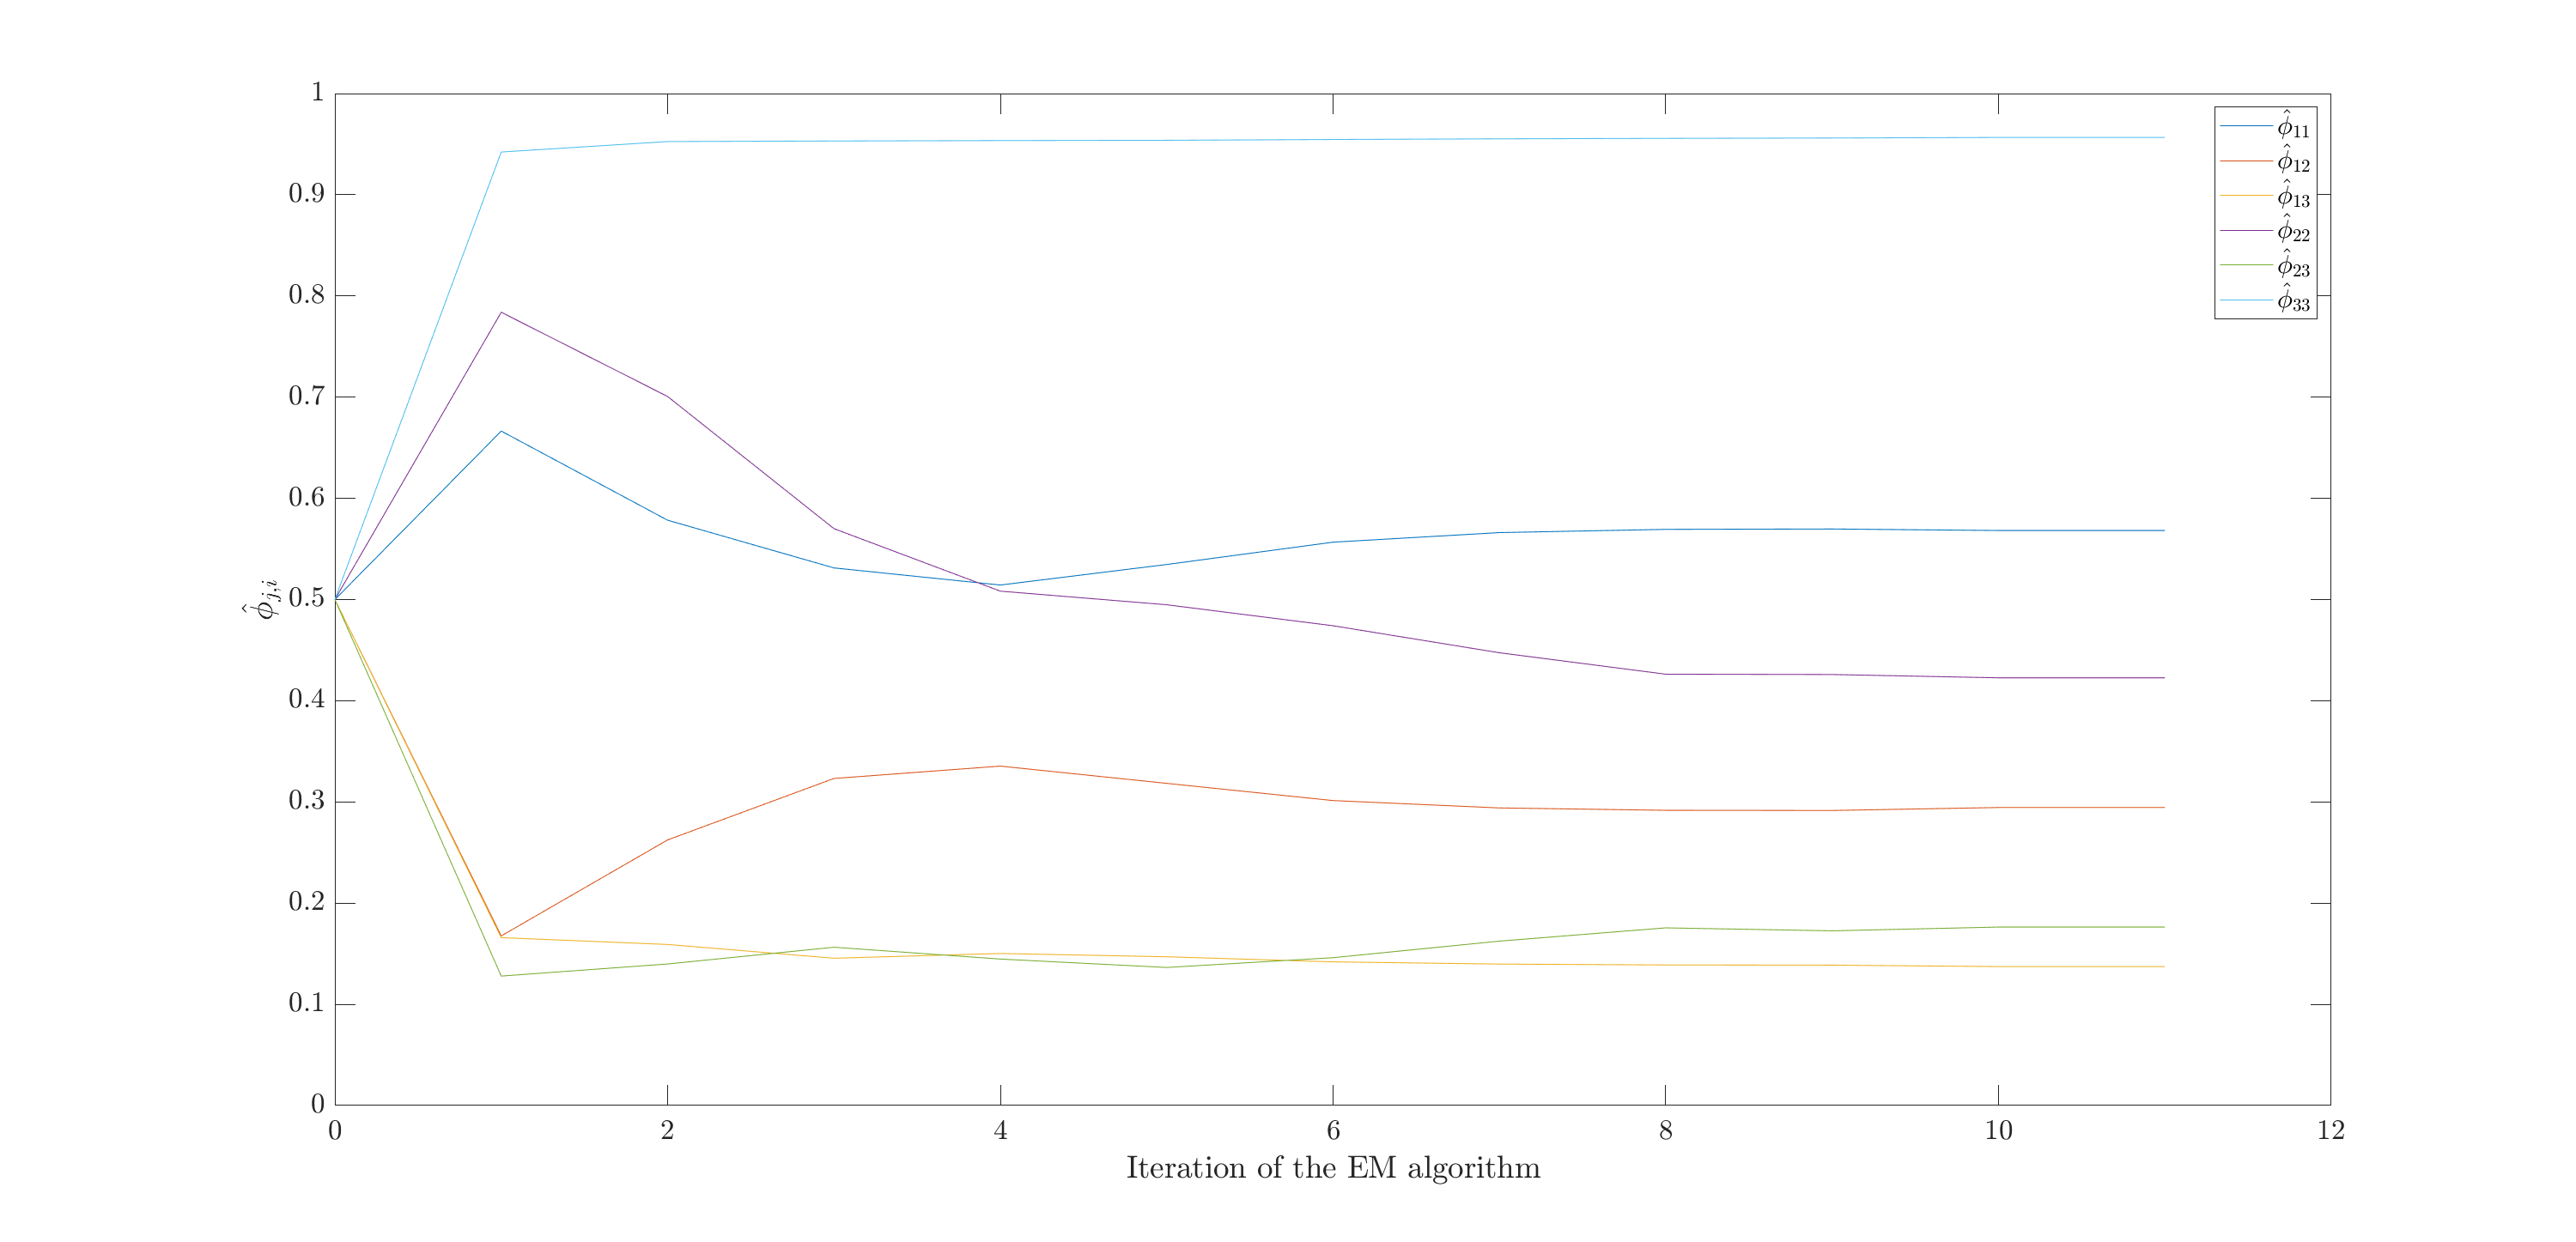 1
0.9
0.8
0.7
0.6
0.5
0.4
0.3
0.2
0.1
0
$\hat{\phi}_{j,i}$
0 2 4 6 8 10 12
Iteration of the EM algorithm
$\hat{\phi}_{11}$
$\hat{\phi}_{12}$
$\hat{\phi}_{13}$
$\hat{\phi}_{22}$
$\hat{\phi}_{23}$
$\hat{\phi}_{33}$